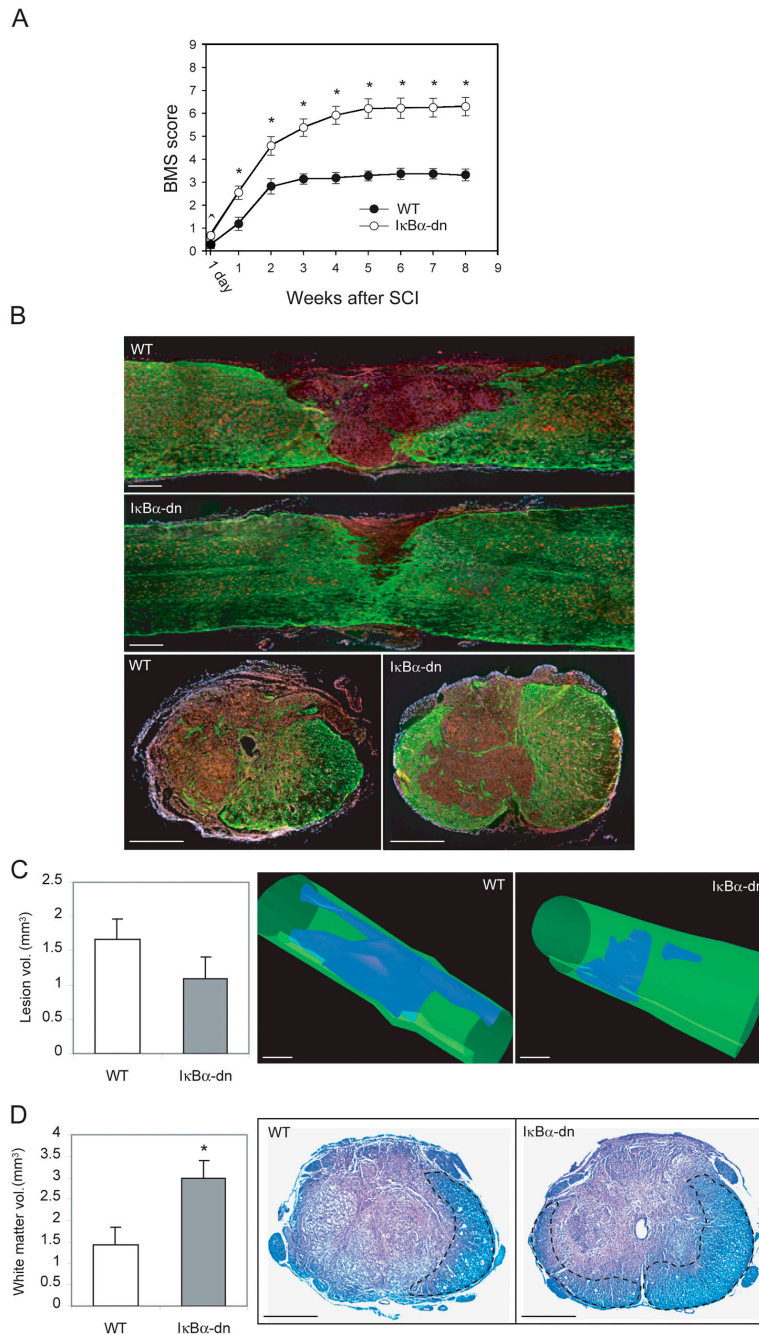 A
9
8
7
6
5
4
3
2
1
0
BMS score
^ * * * * * * * *
WT
IκBα-dn
1 day 1 2 3 4 5 6 7 8 9
Weeks after SCI
B
WT
IκBα-dn
WT
IκBα-dn
C
2.5
2
1.5
1
0.5
0
Lesion vol. (mm³)
WT IκBα-dn
WT
IκBα-dn
D
4
3.5
3
2.5
2
1.5
1
0.5
0
White matter vol.(mm³)
*
WT IκBα-dn
WT
IκBα-dn